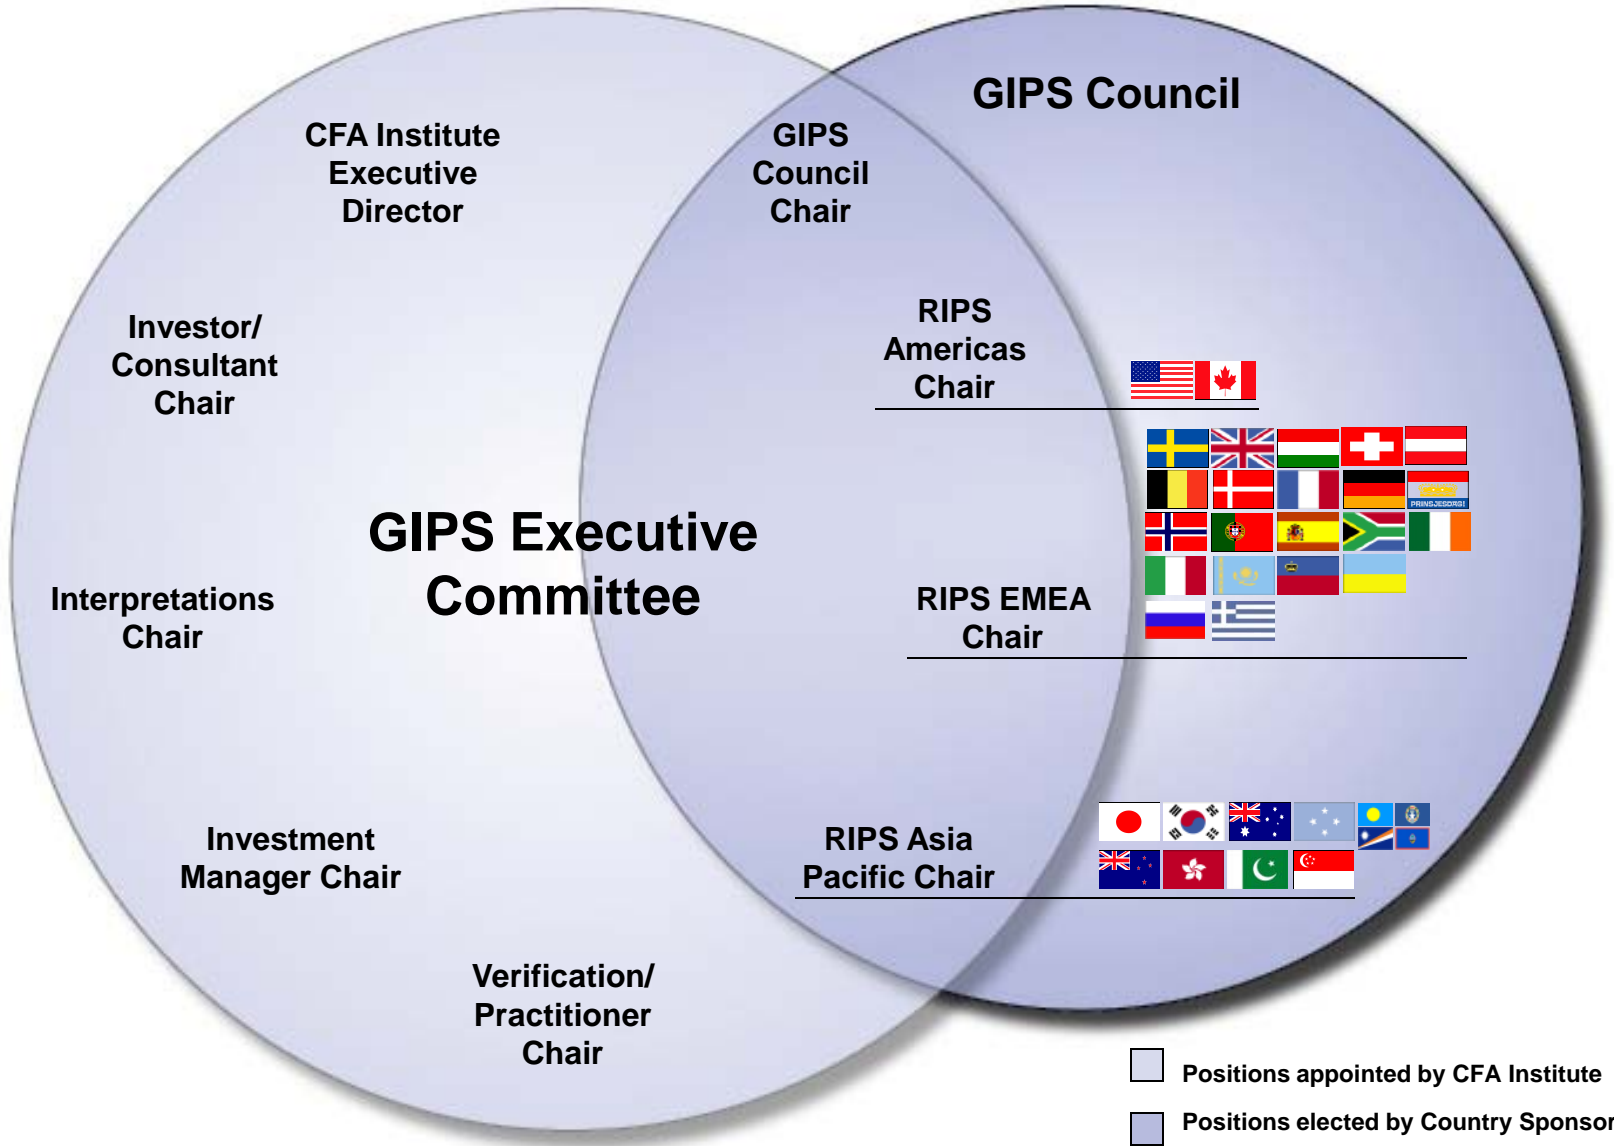 GIPS Council
CFA Institute
Executive
Director
GIPS
Council
Chair
Investor/
Consultant
Chair
RIPS
Americas
Chair
GIPS Executive
Committee
PRINSJESDAG!
Interpretations
Chair
RIPS EMEA
Chair
Investment
Manager Chair
RIPS Asia
Pacific Chair
Verification/
Practitioner
Chair
Positions appointed by CFA Institute
Positions elected by Country Sponsor